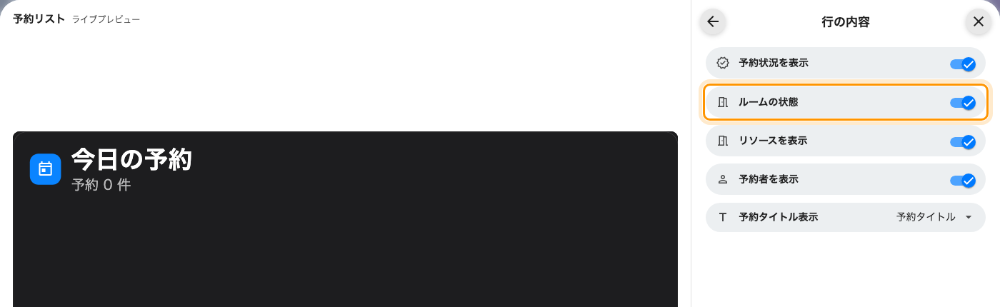 予約リスト ライブプレビュー
今日の予約
予約 0 件
行の内容
予約状況を表示
ルームの状態
リソースを表示
予約者を表示
予約タイトル表示 予約タイトル